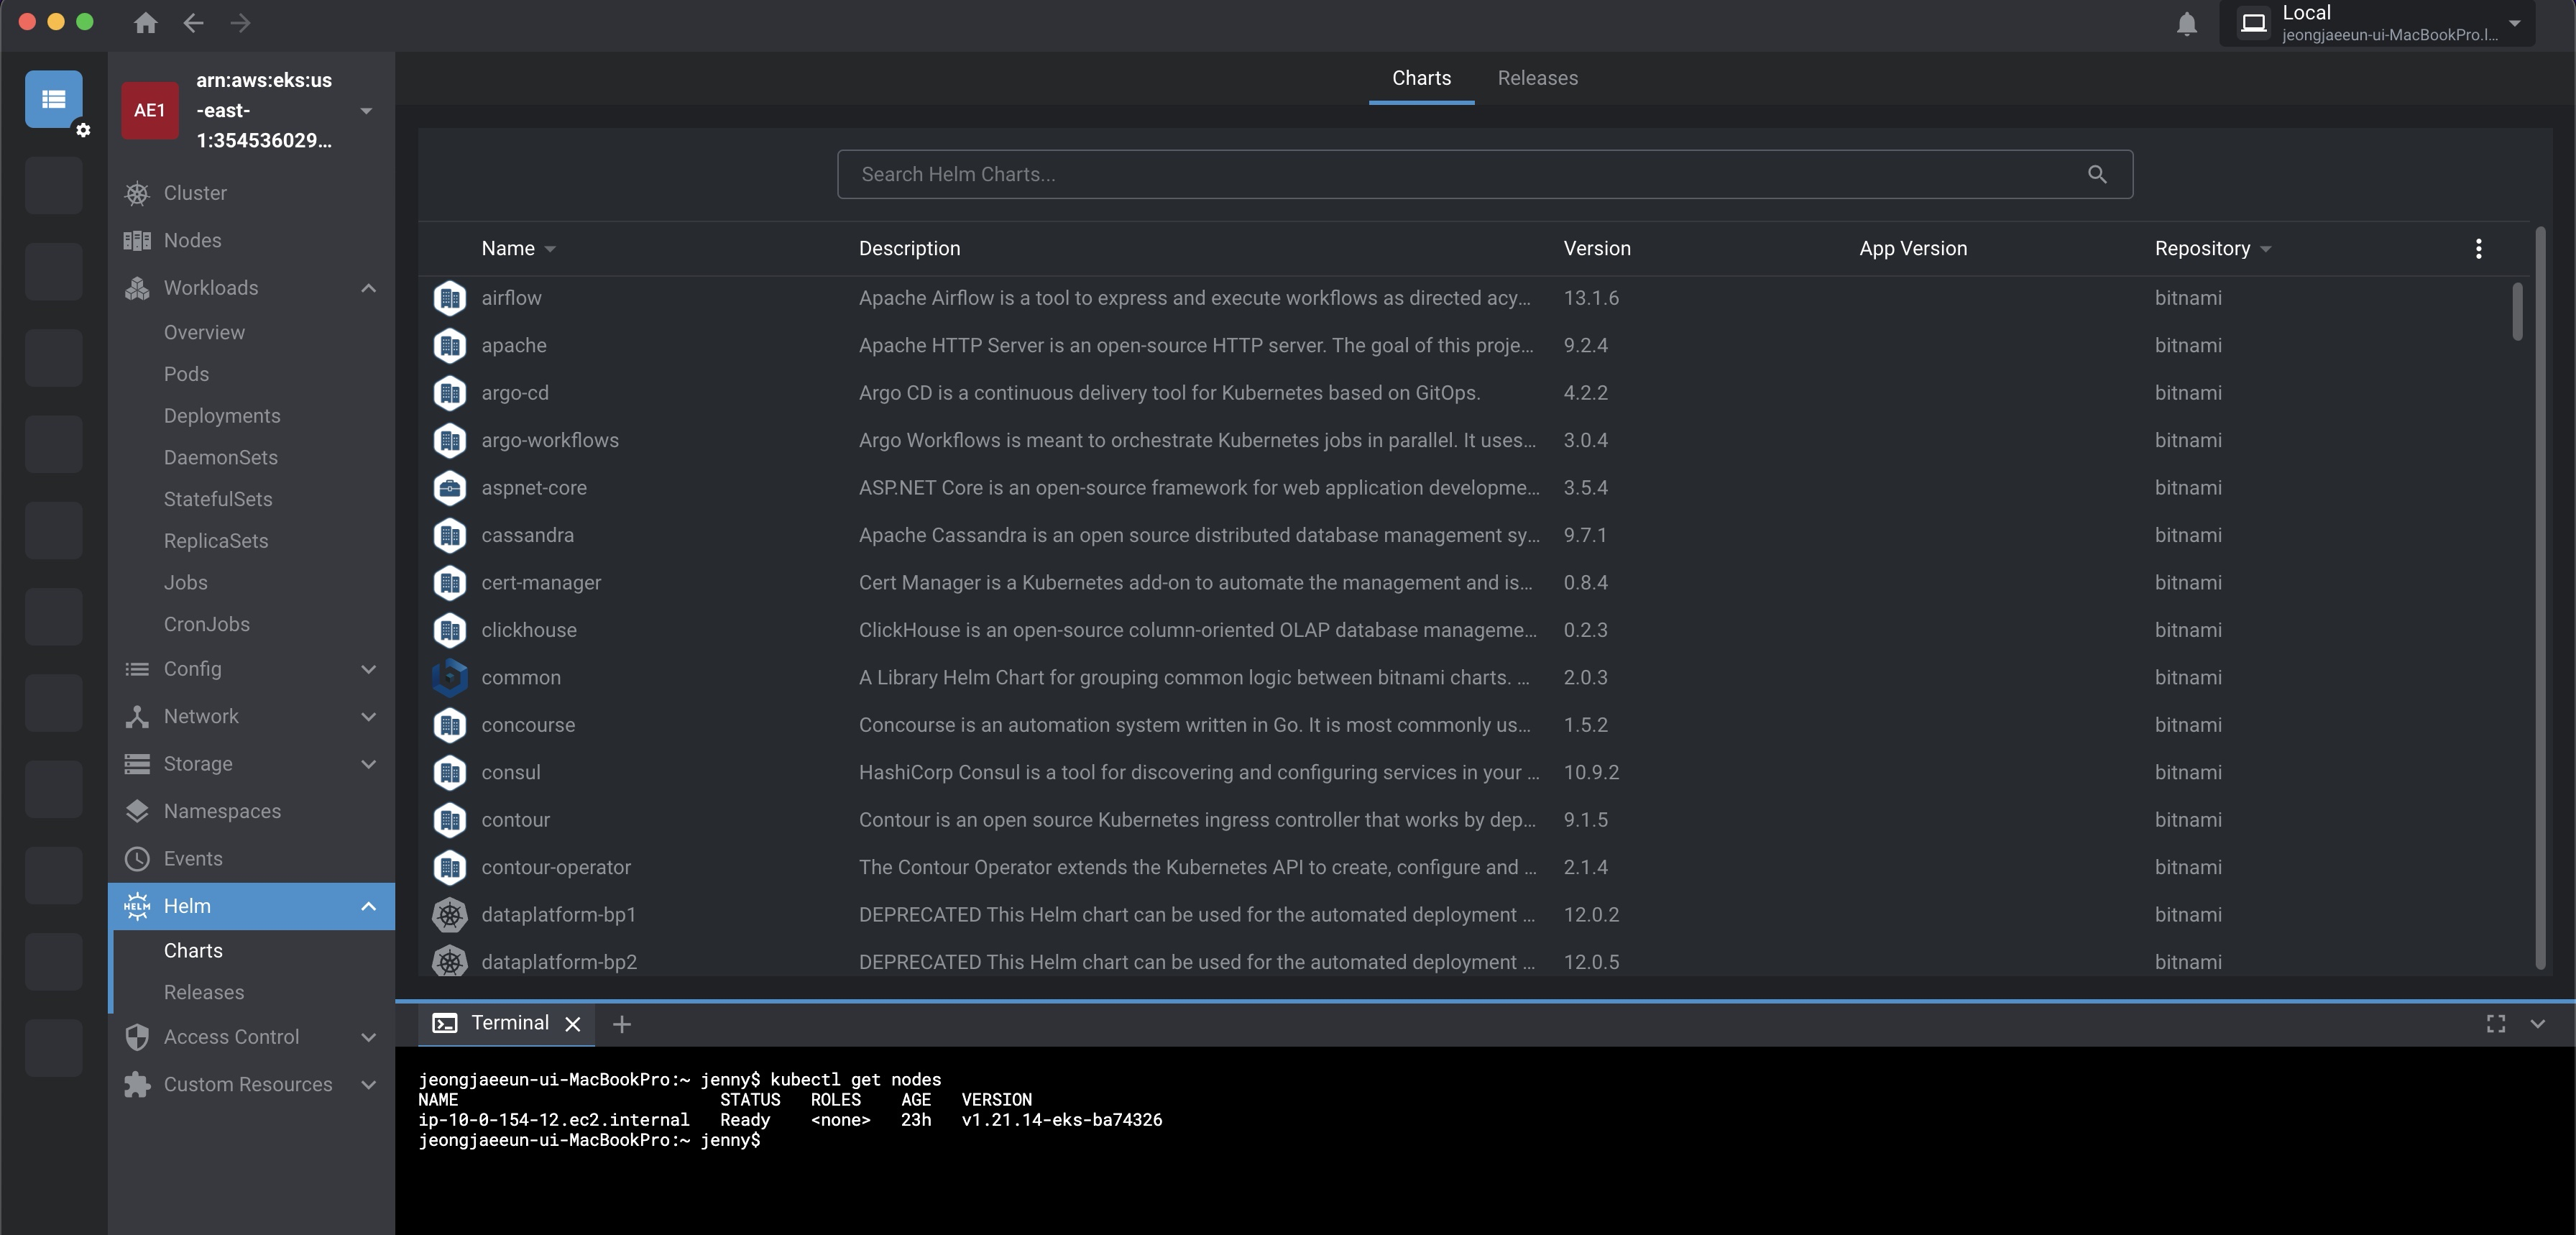 Local
jeongjaeeun-ui-MacBookPro.l...
AE1
arn:aws:eks:us
-east-
1:354536029...
Cluster
Nodes
Workloads
Overview
Pods
Deployments
DaemonSets
StatefulSets
ReplicaSets
Jobs
CronJobs
Config
Network
Storage
Namespaces
Events
HELM Helm
Charts
Releases
Access Control
Custom Resources
Charts Releases
Search Helm Charts...
Name Description Version App Version Repository
airflow Apache Airflow is a tool to express and execute workflows as directed acy... 13.1.6 bitnami
apache Apache HTTP Server is an open-source HTTP server. The goal of this proje... 9.2.4 bitnami
argo-cd Argo CD is a continuous delivery tool for Kubernetes based on GitOps. 4.2.2 bitnami
argo-workflows Argo Workflows is meant to orchestrate Kubernetes jobs in parallel. It uses... 3.0.4 bitnami
aspnet-core ASP.NET Core is an open-source framework for web application developme... 3.5.4 bitnami
cassandra Apache Cassandra is an open source distributed database management sy... 9.7.1 bitnami
cert-manager Cert Manager is a Kubernetes add-on to automate the management and is... 0.8.4 bitnami
clickhouse ClickHouse is an open-source column-oriented OLAP database manageme... 0.2.3 bitnami
common A Library Helm Chart for grouping common logic between bitnami charts. ... 2.0.3 bitnami
concourse Concourse is an automation system written in Go. It is most commonly us... 1.5.2 bitnami
consul HashiCorp Consul is a tool for discovering and configuring services in your ... 10.9.2 bitnami
contour Contour is an open source Kubernetes ingress controller that works by dep... 9.1.5 bitnami
contour-operator The Contour Operator extends the Kubernetes API to create, configure and ... 2.1.4 bitnami
dataplatform-bp1 DEPRECATED This Helm chart can be used for the automated deployment ... 12.0.2 bitnami
dataplatform-bp2 DEPRECATED This Helm chart can be used for the automated deployment ... 12.0.5 bitnami
Terminal
jeongjaeeun-ui-MacBookPro:~ jenny$ kubectl get nodes
NAME STATUS ROLES AGE VERSION
ip-10-0-154-12.ec2.internal Ready <none> 23h v1.21.14-eks-ba74326
jeongjaeeun-ui-MacBookPro:~ jenny$